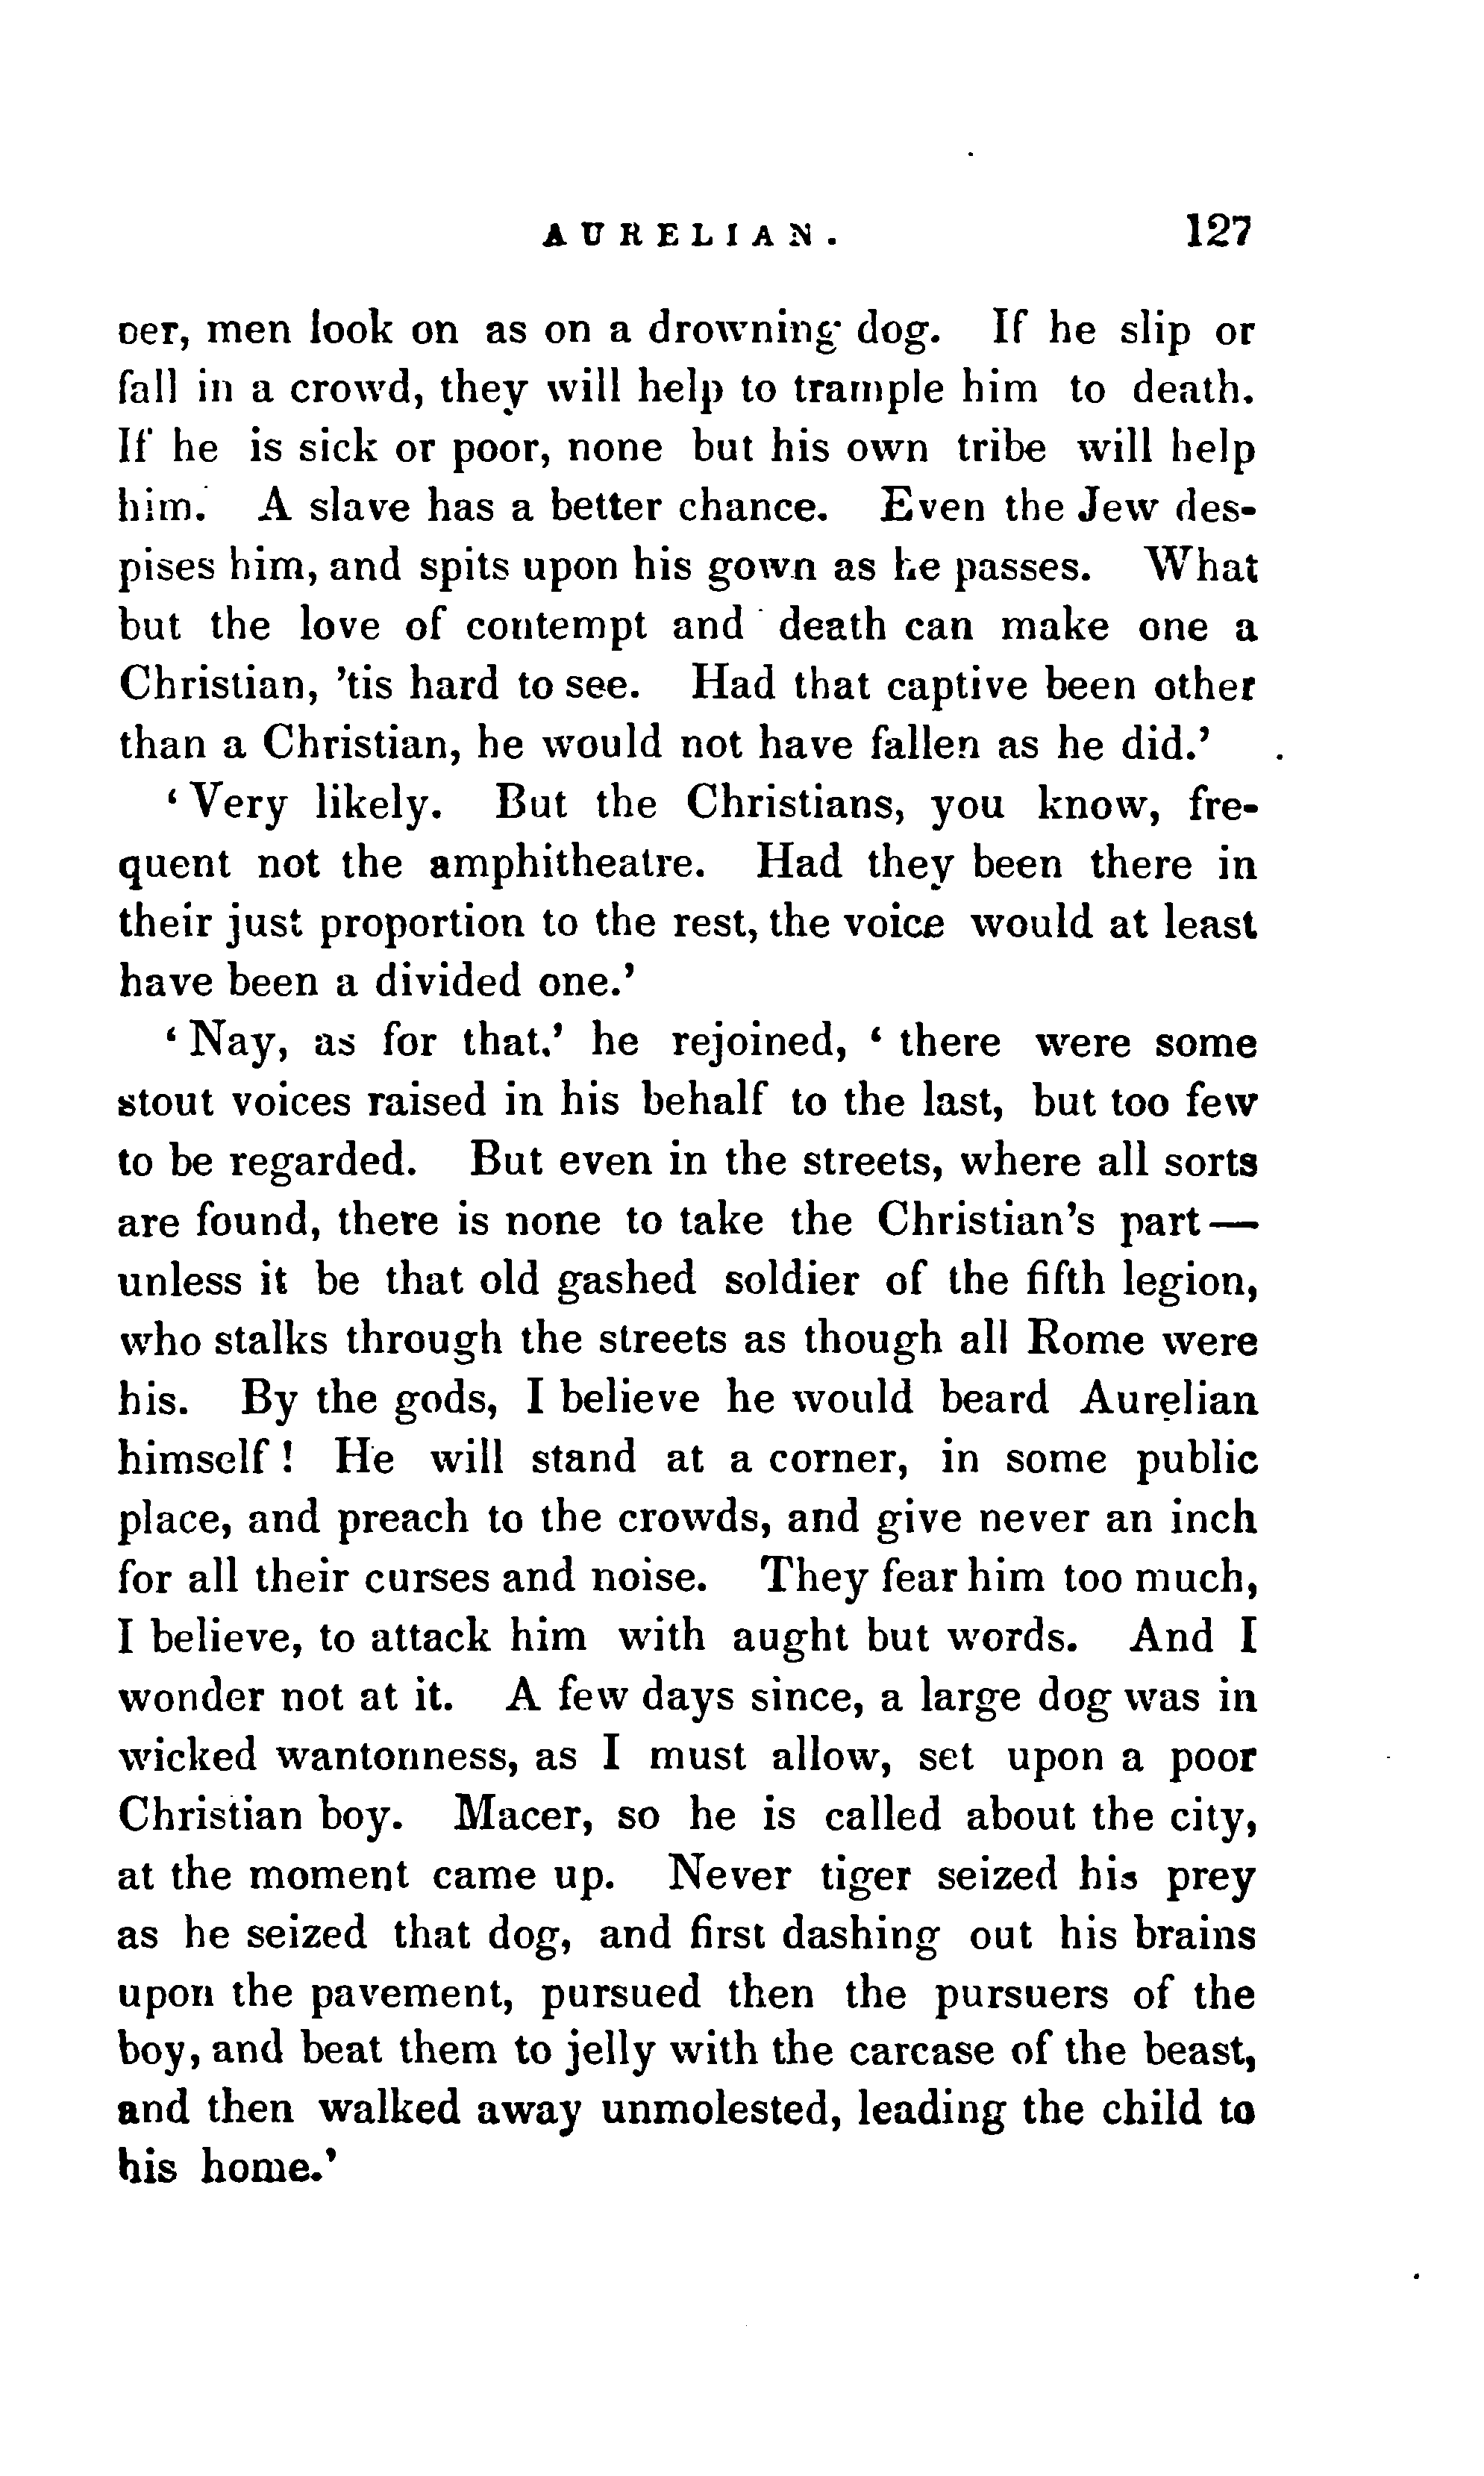 AURELIAN. 127
ner, men look on as on a drowning dog. If he slip or
fall in a crowd, they will help to trample him to death.
If he is sick or poor, none but his own tribe will help
him. A slave has a better chance. Even the Jew des-
pises him, and spits upon his gown as he passes. What
but the love of contempt and death can make one a
Christian, 'tis hard to see. Had that captive been other
than a Christian, he would not have fallen as he did.'
'Very likely. But the Christians, you know, fre-
quent not the amphitheatre. Had they been there in
their just proportion to the rest, the voice would at least
have been a divided one.'
'Nay, as for that.' he rejoined, 'there were some
stout voices raised in his behalf to the last, but too few
to be regarded. But even in the streets, where all sorts
are found, there is none to take the Christian's part—
unless it be that old gashed soldier of the fifth legion,
who stalks through the streets as though all Rome were
his. By the gods, I believe he would beard Aurelian
himself! He will stand at a corner, in some public
place, and preach to the crowds, and give never an inch
for all their curses and noise. They fear him too much,
I believe, to attack him with aught but words. And I
wonder not at it. A few days since, a large dog was in
wicked wantonness, as I must allow, set upon a poor
Christian boy. Macer, so he is called about the city,
at the moment came up. Never tiger seized his prey
as he seized that dog, and first dashing out his brains
upon the pavement, pursued then the pursuers of the
boy, and beat them to jelly with the carcase of the beast,
and then walked away unmolested, leading the child to
his home.'